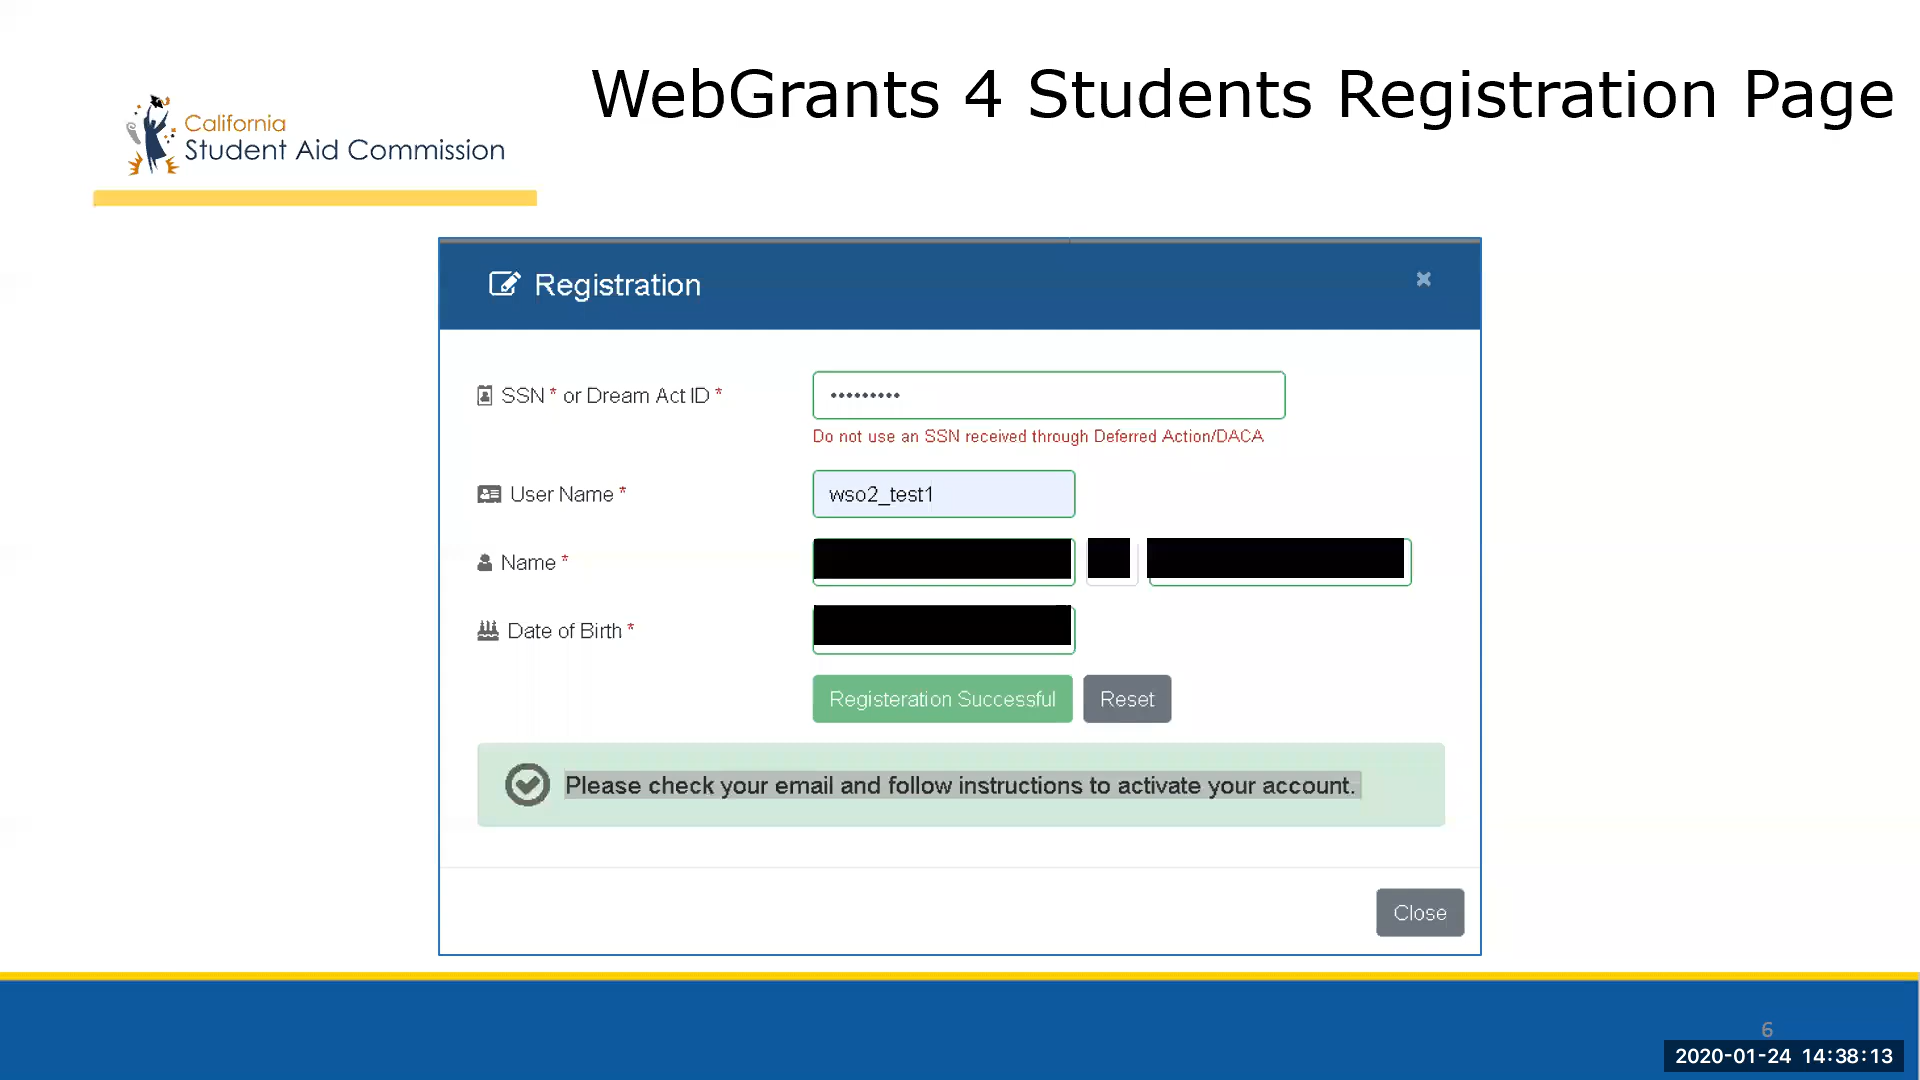 WebGrants 4 Students Registration Page
California
Student Aid Commission
Registration
×
SSN * or Dream Act ID *
•••••••••
Do not use an SSN received through Deferred Action/DACA
User Name *
wso2_test1
Name *
Date of Birth *
Registeration Successful
Reset
Please check your email and follow instructions to activate your account.
Close
6
2020-01-24 14:38:13